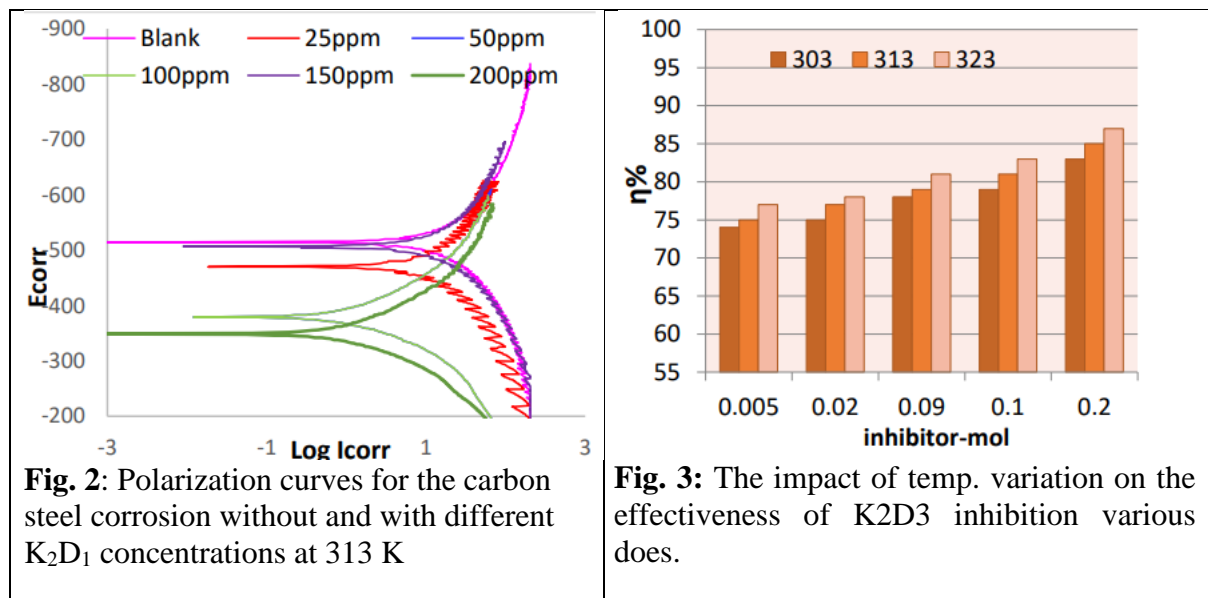 -900
Blank 25ppm 50ppm
100ppm 150ppm 200ppm
-800
-700
-600
-500
-400
-300
-200
Ecorr
-3 -1 1 3
Log Icorr
Fig. 2: Polarization curves for the carbon
steel corrosion without and with different
K₂D₁ concentrations at 313 K
100
95
90
85
80
75
70
65
60
55
η%
303 313 323
0.005 0.02 0.09 0.1 0.2
inhibitor-mol
Fig. 3: The impact of temp. variation on the
effectiveness of K2D3 inhibition various
does.